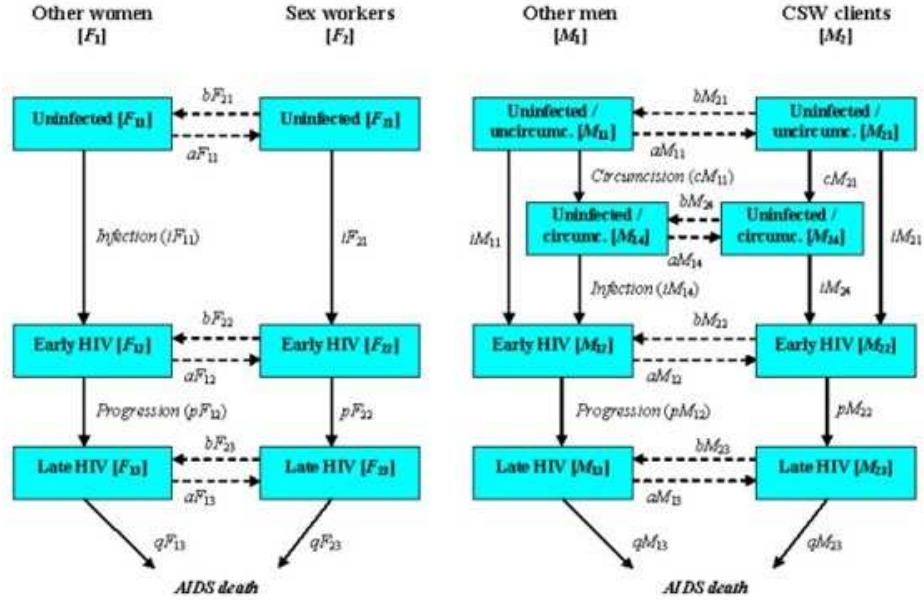 Other women
[F₁]
Sex workers
[F₂]
Other men
[M₁]
CSW clients
[M₂]
Uninfected [F₁₁]
bF₂₁
aF₁₁
Uninfected [F₂₁]
Uninfected /
uncircumc. [M₁₁]
bM₂₁
aM₁₁
Uninfected /
uncircumc. [M₂₁]
Circumcision (cM₁₁)
cM₂₁
Uninfected /
circumc. [M₁₄]
bM₂₄
aM₁₄
Uninfected /
circumc. [M₂₄]
Infection (iF₁₁)
iF₂₁
iM₁₁
iM₂₁
Infection (iM₁₄)
iM₂₄
Early HIV [F₁₂]
bF₂₂
aF₁₂
Early HIV [F₂₂]
Early HIV [M₁₂]
bM₂₂
aM₁₂
Early HIV [M₂₂]
Progression (pF₁₂)
pF₂₂
Progression (pM₁₂)
pM₂₂
Late HIV [F₁₃]
bF₂₃
aF₁₃
Late HIV [F₂₃]
Late HIV [M₁₃]
bM₂₃
aM₁₃
Late HIV [M₂₃]
qF₁₃
qF₂₃
qM₁₃
qM₂₃
AIDS death
AIDS death